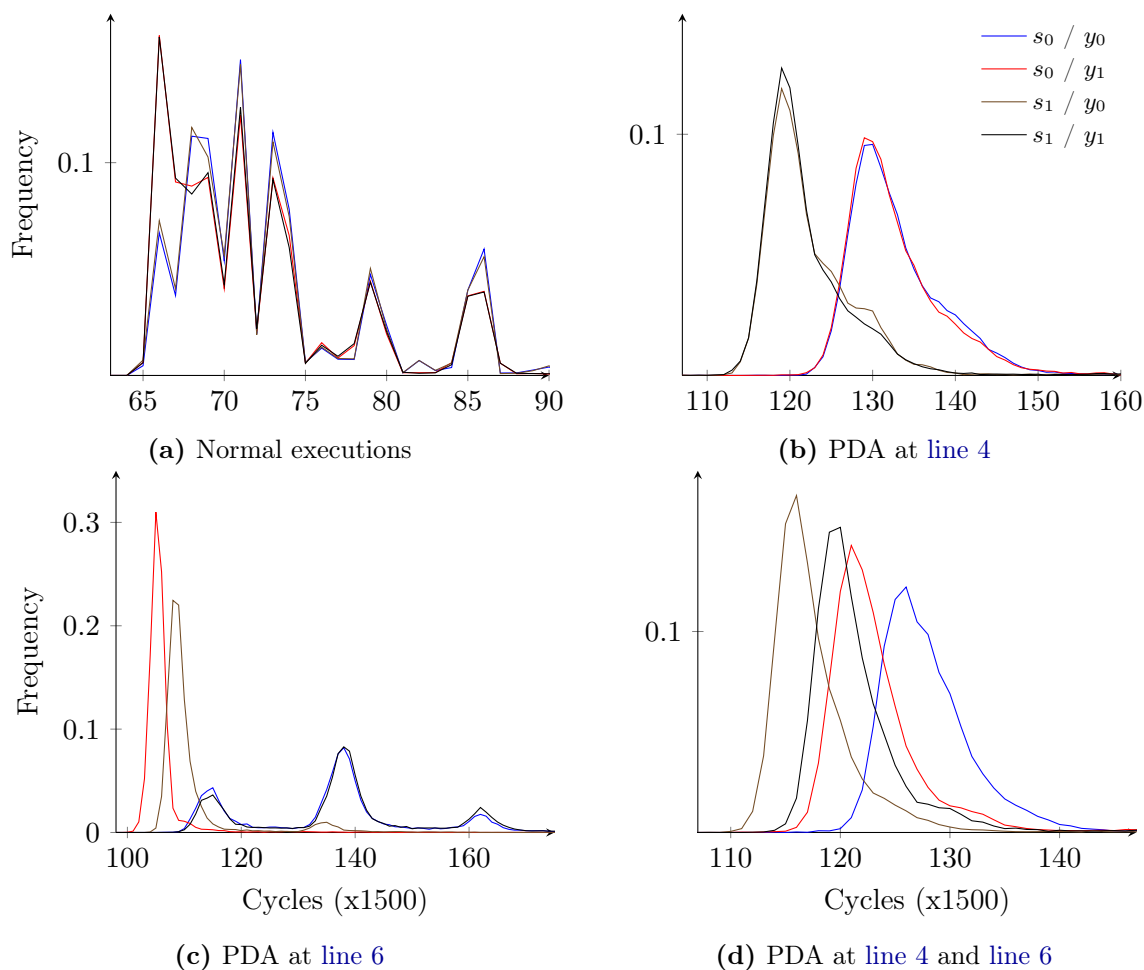 Frequency
0.1
65 70 75 80 85 90
(a) Normal executions
0.1
s₀ / y₀
s₀ / y₁
s₁ / y₀
s₁ / y₁
110 120 130 140 150 160
(b) PDA at line 4
Frequency
0.3
0.2
0.1
0
100 120 140 160
Cycles (x1500)
(c) PDA at line 6
0.1
110 120 130 140
Cycles (x1500)
(d) PDA at line 4 and line 6